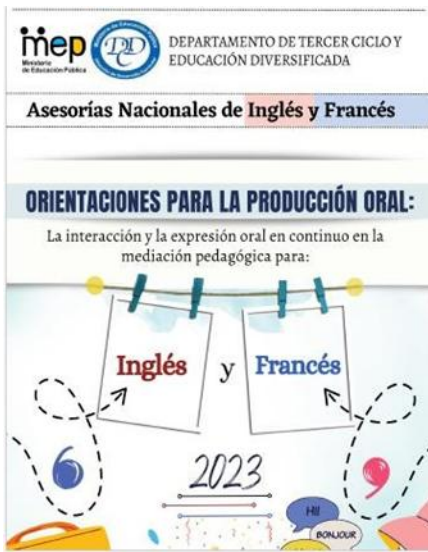 mep
Ministerio
de Educación Pública
DEPARTAMENTO DE TERCER CICLO Y
EDUCACIÓN DIVERSIFICADA
Asesorías Nacionales de Inglés y Francés
ORIENTACIONES PARA LA PRODUCCIÓN ORAL:
La interacción y la expresión oral en continuo en la
mediación pedagógica para:
Inglés y Francés
2023
HI!
BONJOUR